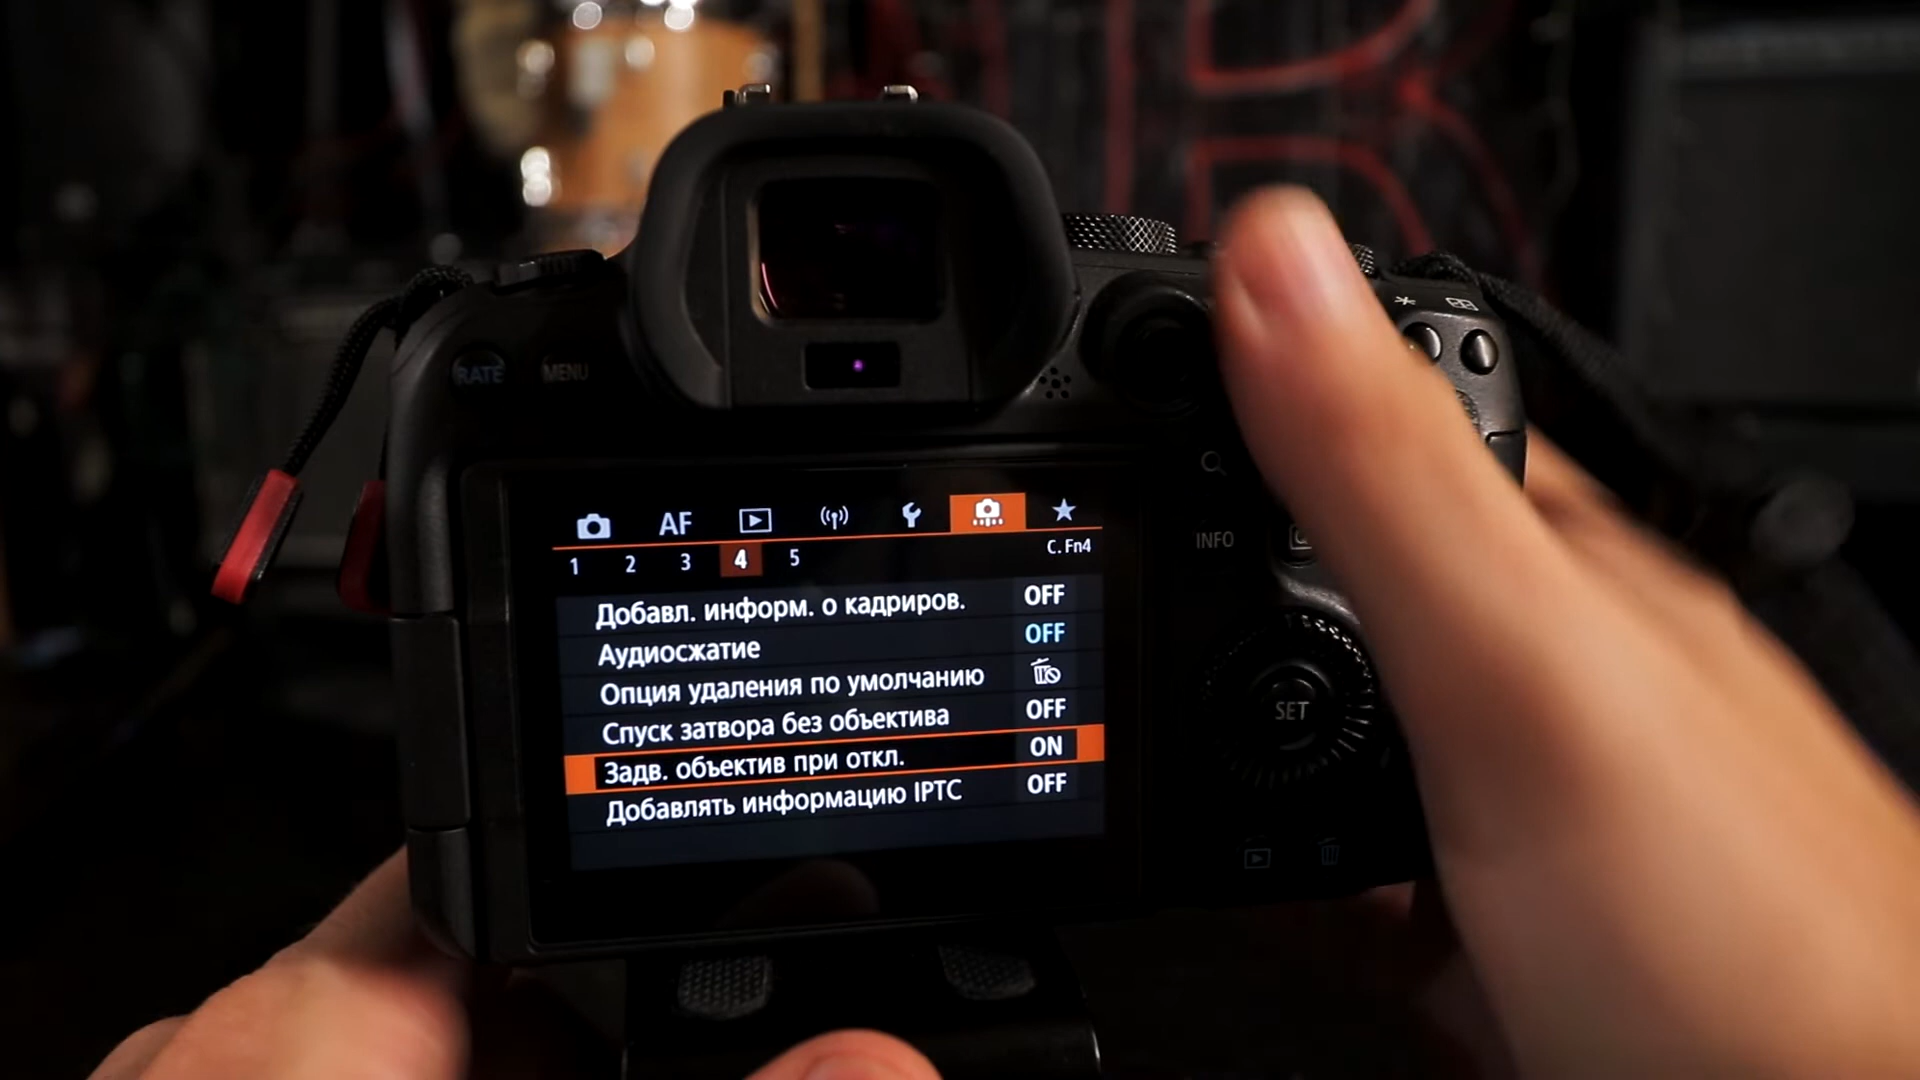 RATE
MENU
AF
1 2 3 4 5
C.Fn4
Добавл. информ. о кадриров. OFF
Аудиосжатие OFF
Опция удаления по умолчанию
Спуск затвора без объектива OFF
Задв. объектив при откл. ON
Добавлять информацию IPTC OFF
INFO
SET